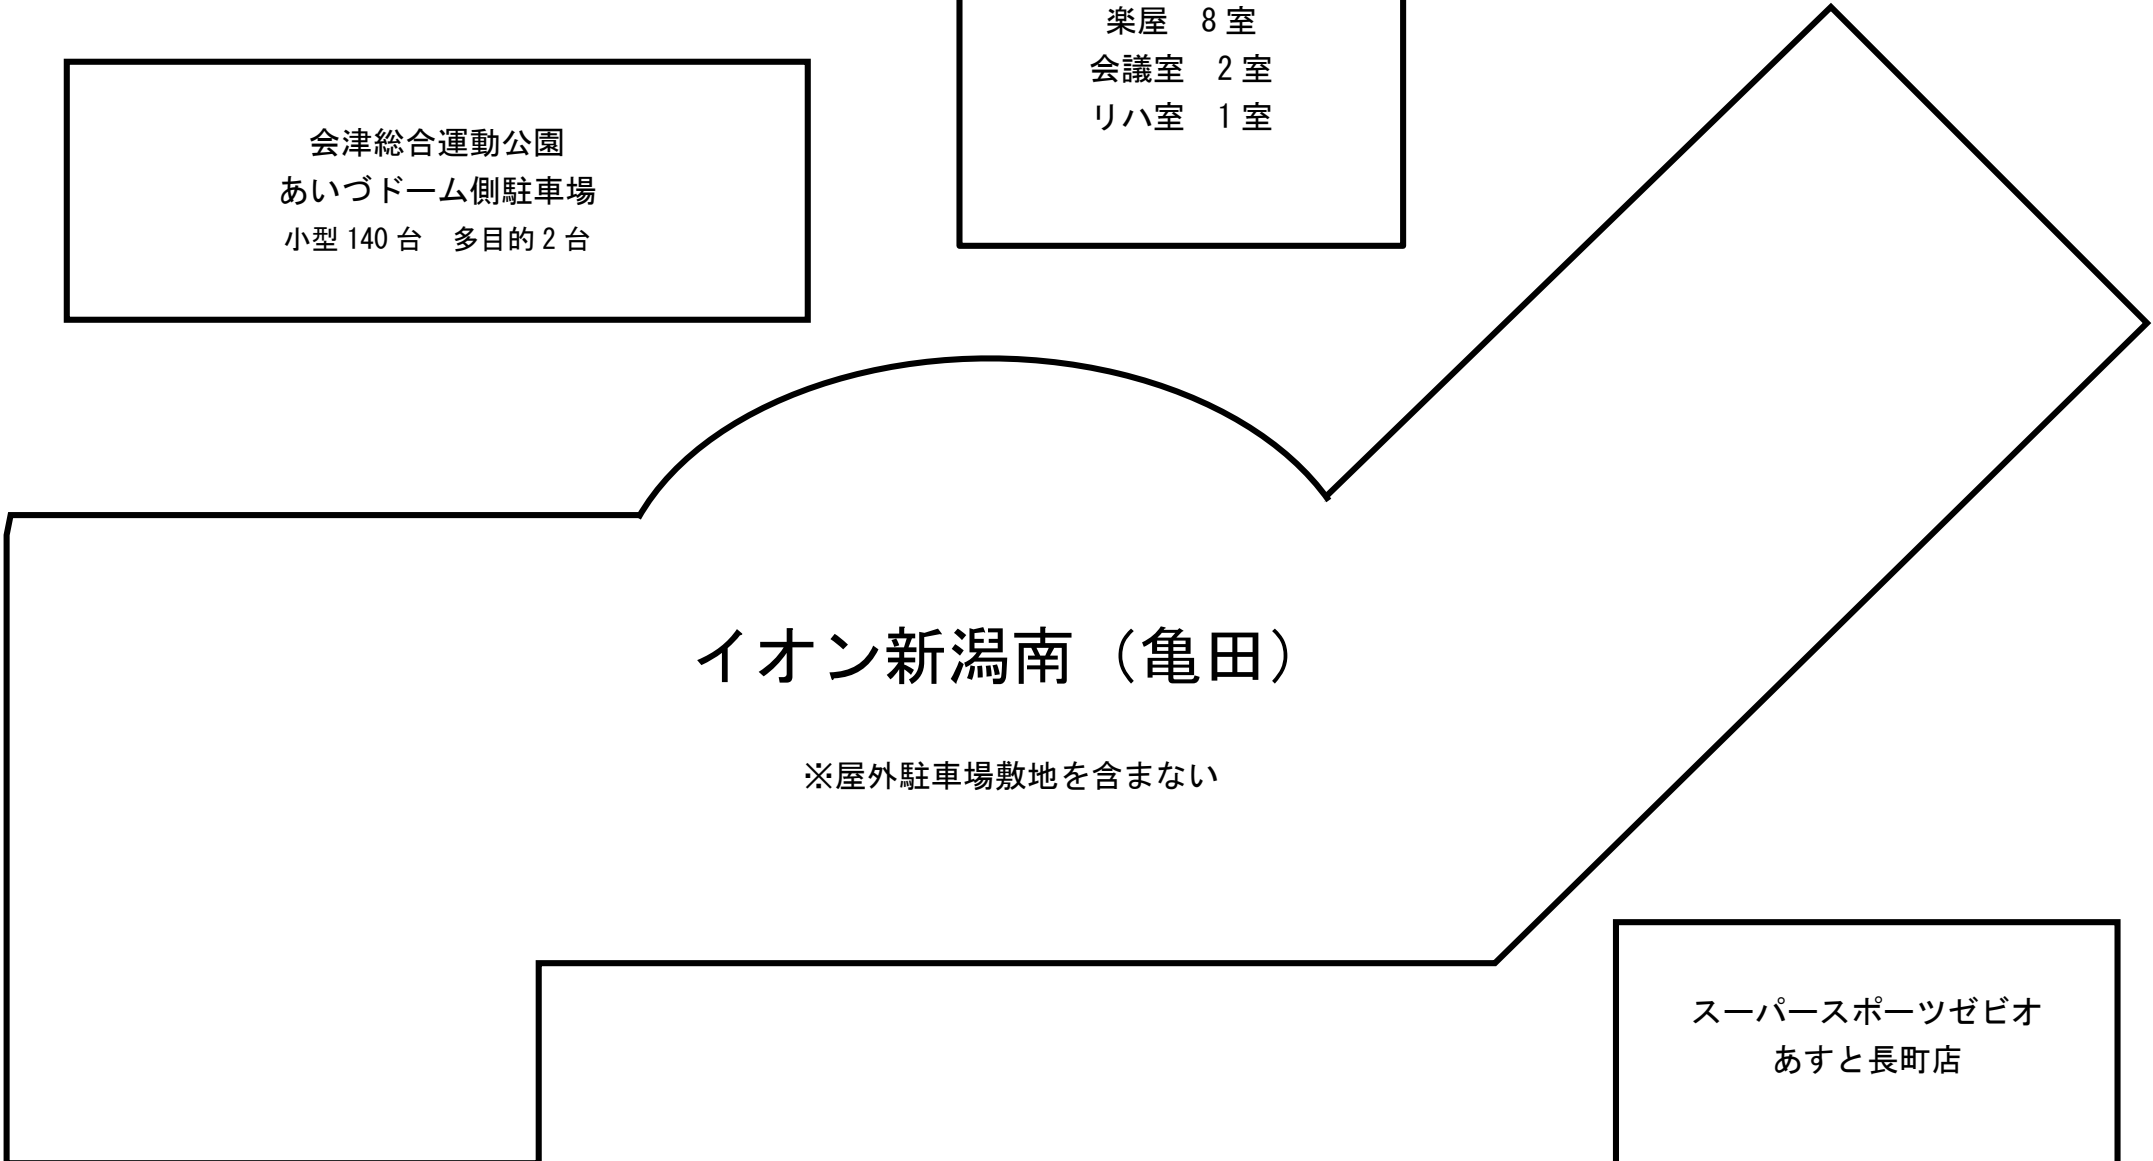 楽屋　8室
会議室　2室
リハ室　1室
会津総合運動公園
あいづドーム側駐車場
小型140台　多目的2台
イオン新潟南（亀田）
※屋外駐車場敷地を含まない
スーパースポーツゼビオ
あすと長町店